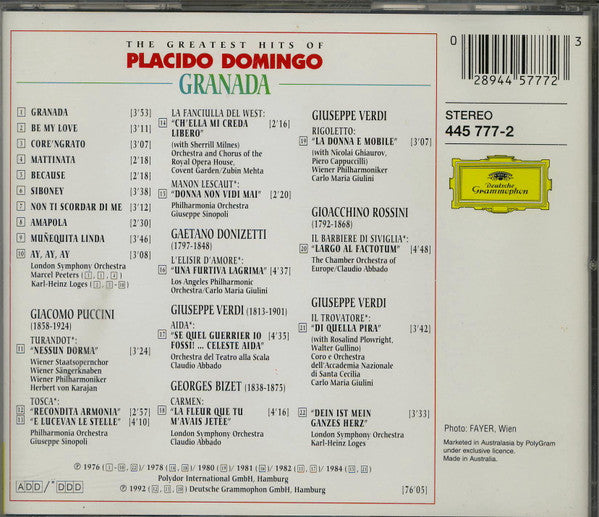 THE GREATEST HITS OF
PLACIDO DOMINGO
GRANADA
1 GRANADA [3'53]
2 BE MY LOVE [3'11]
3 CORE'NGRATO [3'07]
4 MATTINATA [2'15]
5 BECAUSE [2'18]
6 SIBONEY [3'38]
7 NON TI SCORDAR DI ME [3'12]
8 AMAPOLA [2'30]
9 MUÑEQUITA LINDA [3'46]
10 AY, AY, AY [3'08]
London Symphony Orchestra
Marcel Peeters
Karl-Heinz Loges
GIACOMO PUCCINI
(1858-1924)
TURANDOT*:
11 "NESSUN DORMA" [3'24]
Wiener Staatsopernchor
Wiener Sängerknaben
Wiener Philharmoniker
Herbert von Karajan
TOSCA*:
12 "RECONDITA ARMONIA" [2'57]
13 "E LUCEVAN LE STELLE" [4'10]
Philharmonia Orchestra
Giuseppe Sinopoli
LA FANCIULLA DEL WEST:
14 "CH'ELLA MI CREDA [2'16]
LIBERO"
(with Sherrill Milnes)
Orchestra and Chorus of the
Royal Opera House,
Covent Garden/Zubin Mehta
MANON LESCAUT*:
15 "DONNA NON VIDI MAI" [2'20]
Philharmonia Orchestra
Giuseppe Sinopoli
GAETANO DONIZETTI
(1797-1848)
L'ELISIR D'AMORE*:
16 "UNA FURTIVA LAGRIMA" [4'37]
Los Angeles Philharmonic
Orchestra/Carlo Maria Giulini
GIUSEPPE VERDI (1813-1901)
AIDA*:
17 "SE QUEL GUERRIER IO [4'35]
FOSSI! ... CELESTE AIDA"
Orchestra del Teatro alla Scala
Claudio Abbado
GEORGES BIZET (1838-1875)
CARMEN:
18 "LA FLEUR QUE TU [4'16]
M'AVAIS JETÉE"
London Symphony Orchestra
Claudio Abbado
GIUSEPPE VERDI
RIGOLETTO:
19 "LA DONNA E MOBILE" [3'07]
(with Nicolai Ghiaurov,
Piero Cappuccilli)
Wiener Philharmoniker
Carlo Maria Giulini
GIOACCHINO ROSSINI
(1792-1868)
IL BARBIERE DI SIVIGLIA*:
20 "LARGO AL FACTOTUM" [4'48]
The Chamber Orchestra of
Europe/Claudio Abbado
GIUSEPPE VERDI
IL TROVATORE*:
21 "DI QUELLA PIRA" [3'42]
(with Rosalind Plowright,
Walter Gullino)
Coro e Orchestra
dell'Accademia Nazionale
di Santa Cecilia
Carlo Maria Giulini
22 "DEIN IST MEIN [3'33]
GANZES HERZ"
London Symphony Orchestra
Karl-Heinz Loges
℗ 1976 / 1978 / 1980 / 1981 / 1982 / 1984
Polydor International GmbH, Hamburg
℗ 1992 Deutsche Grammophon GmbH, Hamburg [76'05]
ADD/*DDD
0 28944 57772 3
STEREO
445 777-2
Deutsche
Grammophon
Photo: FAYER, Wien
Marketed in Australasia by PolyGram
under exclusive licence.
Made in Australia.